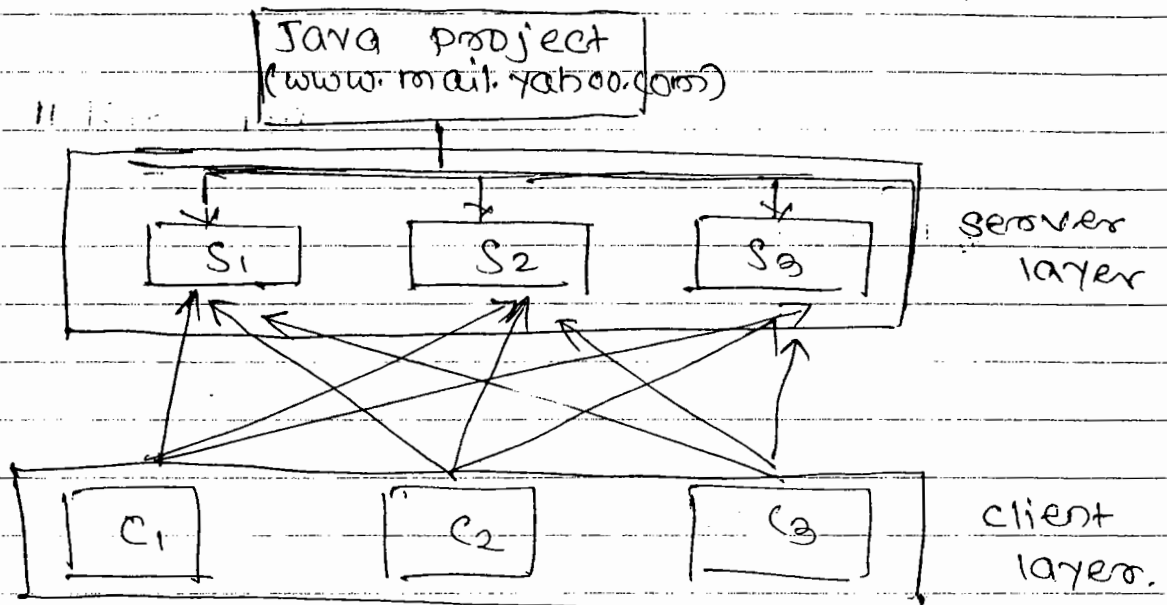 Java project
(www.mail.yahoo.com)
S1 S2 S3
server
layer
C1 C2 C3
client
layer.